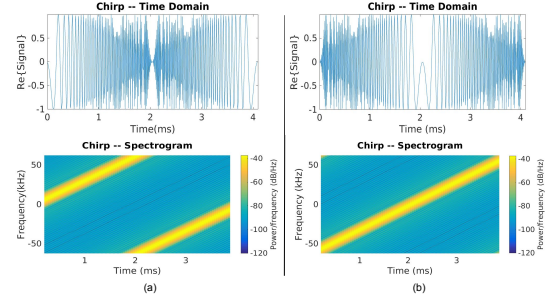 Chirp -- Time Domain
Re{Signal}
0.5
0
-0.5
-1
0
1
2
3
4
Time(ms)
Chirp -- Spectrogram
Frequency/(kHz)
50
0
-50
1
2
3
Time (ms)
-40
-60
-80
-100
-120
Power/frequency (dB/Hz)
(a)
Chirp -- Time Domain
Re{Signal}
0.5
0
-0.5
-1
0
1
2
3
4
Time(ms)
Chirp -- Spectrogram
Frequency/(kHz)
50
0
-50
1
2
3
Time (ms)
-40
-60
-80
-100
-120
Power/frequency (dB/Hz)
(b)